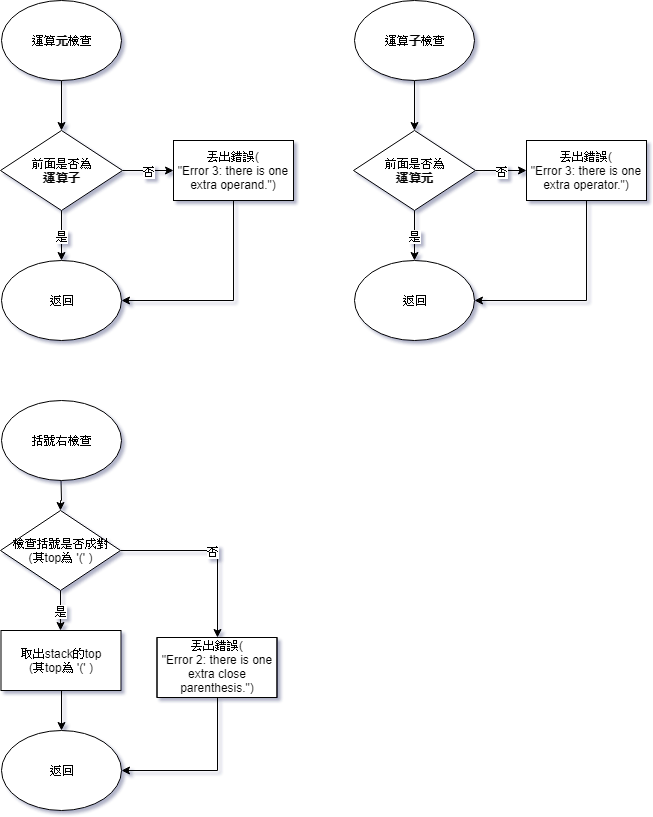 運算元檢查
前面是否為
運算子
否
丟出錯誤(
"Error 3: there is one
extra operand.")
是
返回
運算子檢查
前面是否為
運算元
否
丟出錯誤(
"Error 3: there is one
extra operator.")
是
返回
括號右檢查
檢查括號是否成對
(其top為 '(' )
否
是
取出stack的top
(其top為 '(' )
丟出錯誤(
"Error 2: there is one
extra close
parenthesis.")
返回